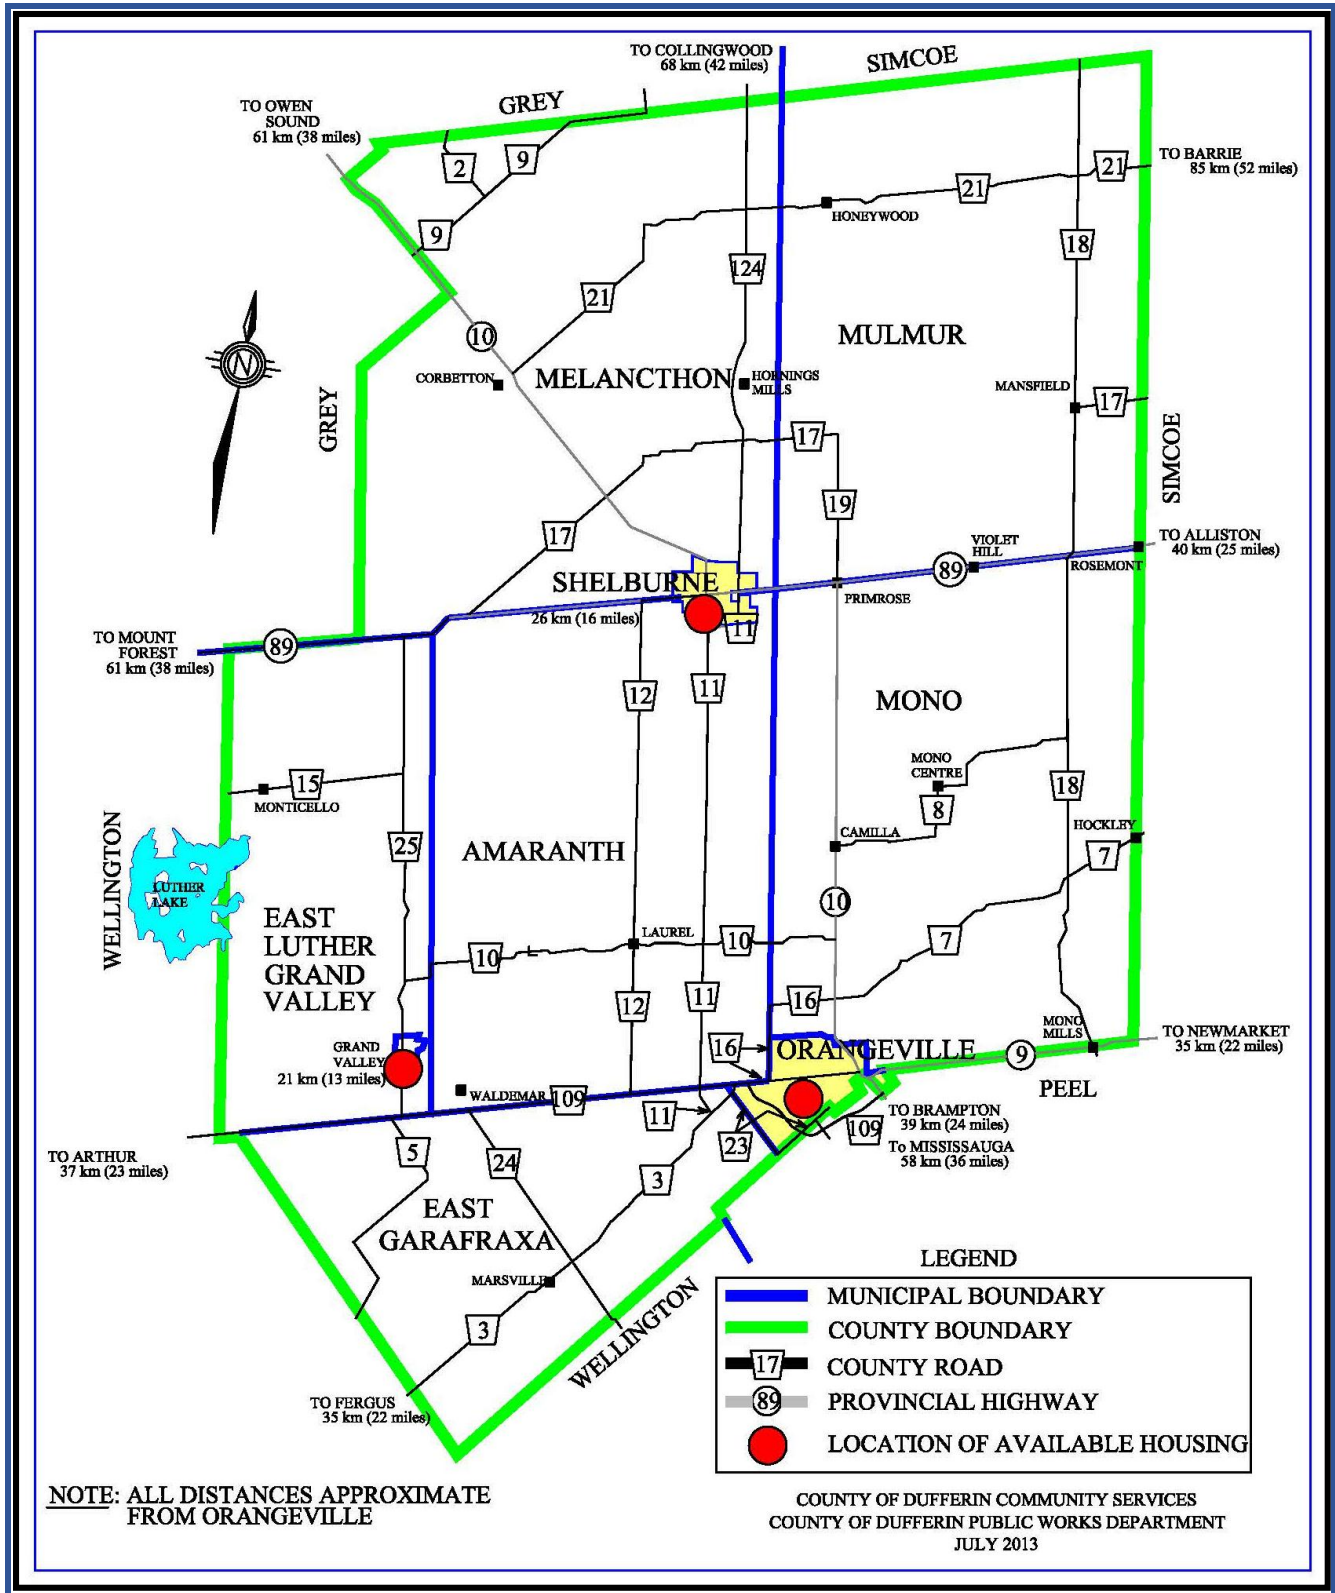 TO COLLINGWOOD
68 km (42 miles)
SIMCOE
GREY
TO OWEN
SOUND
61 km (38 miles)
2
9
21
TO BARRIE
85 km (52 miles)
21
HONEYWOOD
9
18
124
21
10
MULMUR
N
CORBETTON
MELANCTHON
HORNINGS
MILLS
MANSFIELD
17
GREY
17
SIMCOE
19
17
VIOLET
HILL
TO ALLISTON
40 km (25 miles)
89
ROSEMONT
SHELBURNE
PRIMROSE
26 km (16 miles)
11
TO MOUNT
FOREST
61 km (38 miles)
89
12
11
MONO
MONO
CENTRE
15
MONTICELLO
18
8
HOCKLEY
CAMILLA
WELLINGTON
25
AMARANTH
7
LUTHER
LAKE
10
EAST
LUTHER
GRAND
VALLEY
LAUREL
10
10
7
12
11
16
MONO
MILLS
TO NEWMARKET
35 km (22 miles)
GRAND
VALLEY
21 km (13 miles)
16
ORANGEVILLE
9
PEEL
WALDEMAR
109
11
TO BRAMPTON
39 km (24 miles)
109
To MISSISSAUGA
58 km (36 miles)
23
TO ARTHUR
37 km (23 miles)
5
24
3
EAST
GARAFRAXA
MARSVILLE
3
WELLINGTON
TO FERGUS
35 km (22 miles)
LEGEND
MUNICIPAL BOUNDARY
COUNTY BOUNDARY
17 COUNTY ROAD
89 PROVINCIAL HIGHWAY
LOCATION OF AVAILABLE HOUSING
NOTE: ALL DISTANCES APPROXIMATE
FROM ORANGEVILLE
COUNTY OF DUFFERIN COMMUNITY SERVICES
COUNTY OF DUFFERIN PUBLIC WORKS DEPARTMENT
JULY 2013